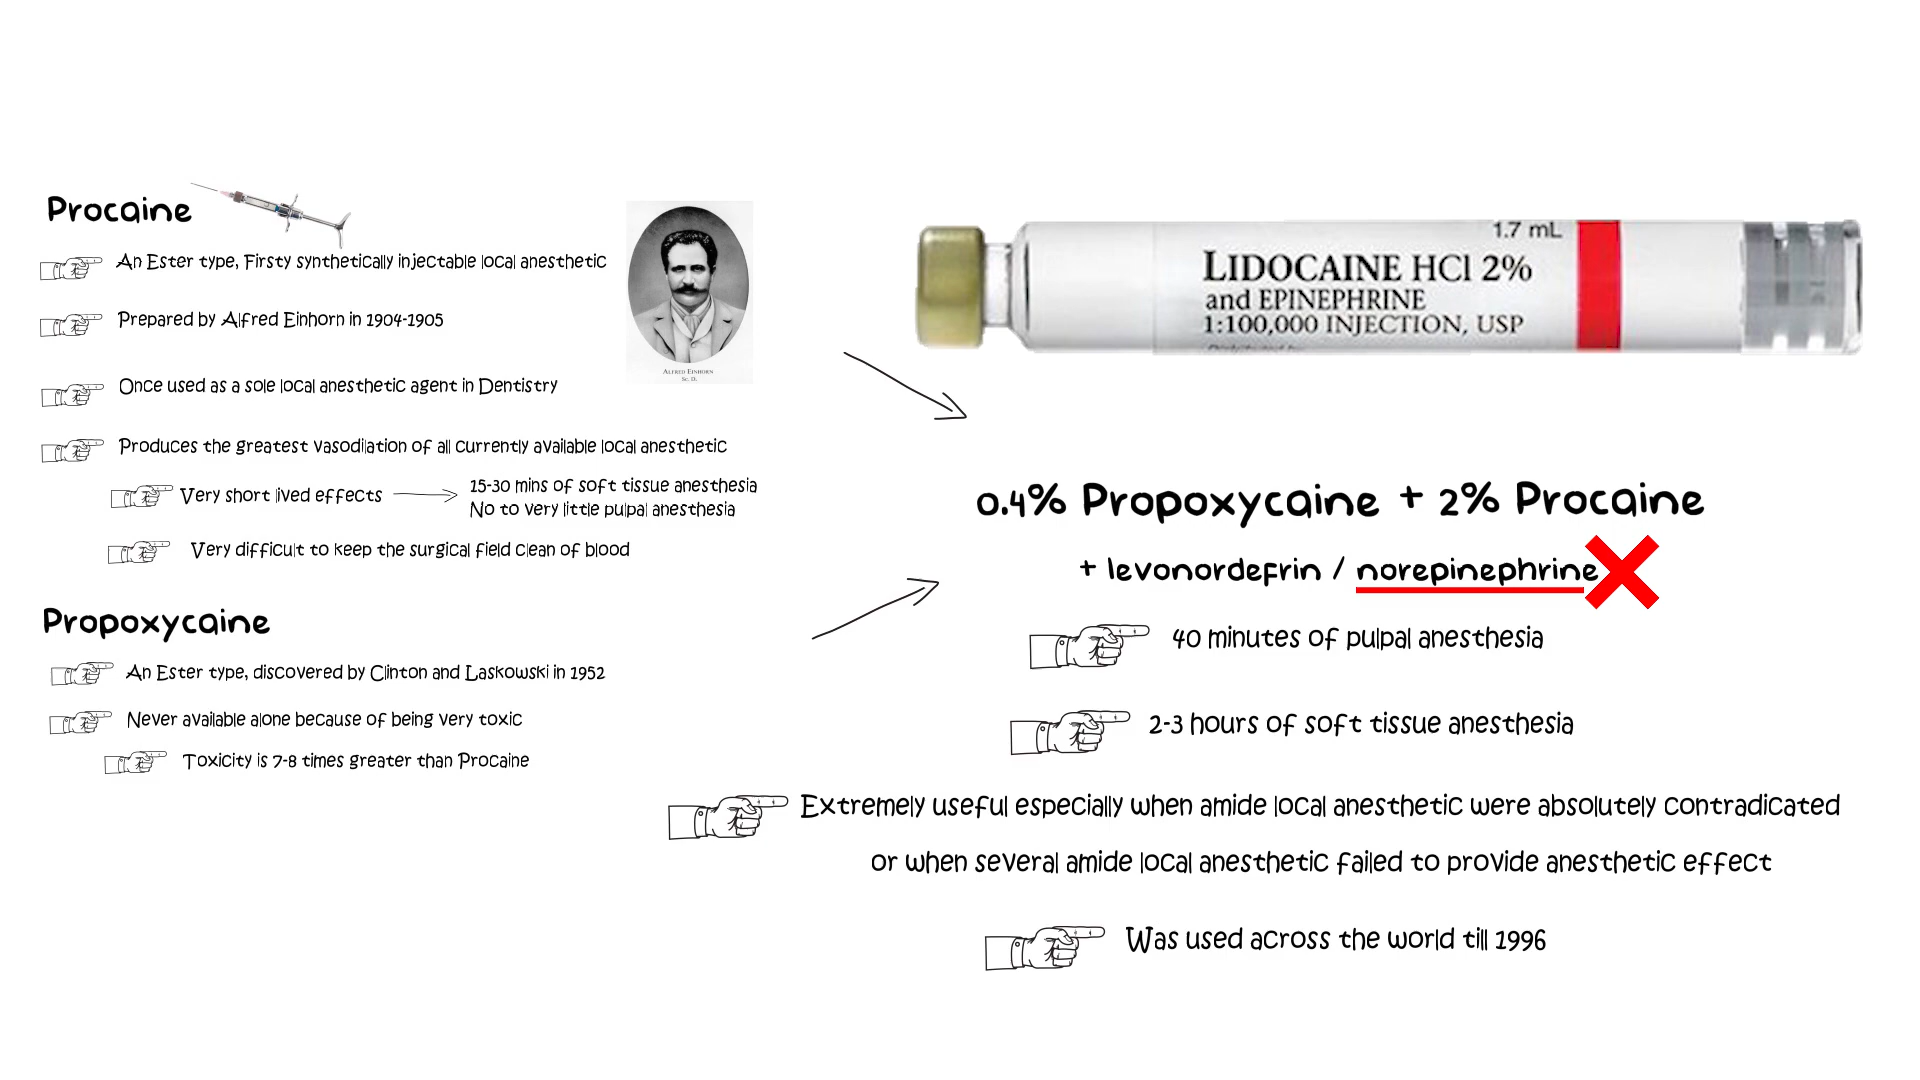 Procaine
An Ester type, Firsty synthetically injectable local anesthetic
Prepared by Alfred Einhorn in 1904-1905
Once used as a sole local anesthetic agent in Dentistry
Produces the greatest vasodilation of all currently available local anesthetic
Very short lived effects
15-30 mins of soft tissue anesthesia
No to very little pulpal anesthesia
Very difficult to keep the surgical field clean of blood
ALFRED EINHORN
Sc. D.
Propoxycaine
An Ester type, discovered by Clinton and Laskowski in 1952
Never available alone because of being very toxic
Toxicity is 7-8 times greater than Procaine
1.7 mL
LIDOCAINE HCl 2%
and EPINEPHRINE
1:100,000 INJECTION, USP
0.4% Propoxycaine + 2% Procaine
+ levonordefrin / norepinephrine
40 minutes of pulpal anesthesia
2-3 hours of soft tissue anesthesia
Extremely useful especially when amide local anesthetic were absolutely contradicated
or when several amide local anesthetic failed to provide anesthetic effect
Was used across the world till 1996